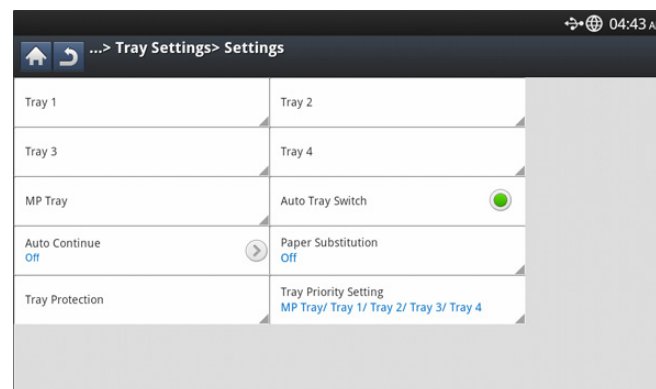 04:43 A
...> Tray Settings> Settings
Tray 1
Tray 2
Tray 3
Tray 4
MP Tray
Auto Tray Switch
Auto Continue
Off
Paper Substitution
Off
Tray Protection
Tray Priority Setting
MP Tray/ Tray 1/ Tray 2/ Tray 3/ Tray 4